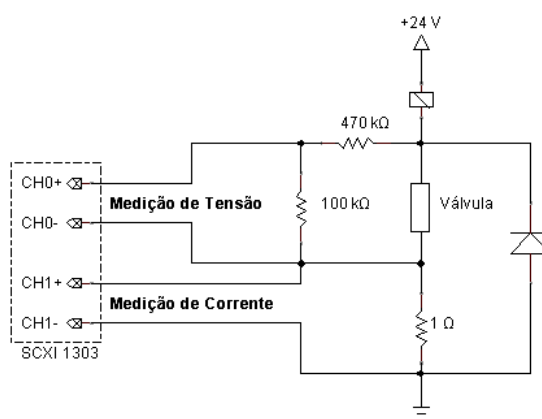 +24 V
470 kΩ
CH0+
Medição de Tensão
100 kΩ
Válvula
CH0-
CH1+
Medição de Corrente
CH1-
1 Ω
SCXI 1303